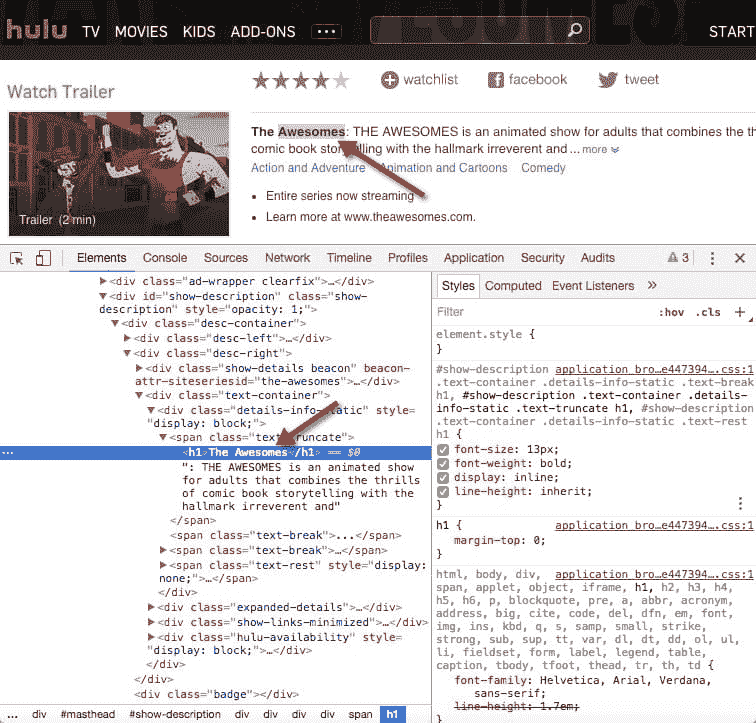 hulu TV MOVIES KIDS ADD-ONS ... START
Watch Trailer
watchlist facebook tweet
The Awesomes: THE AWESOMES is an animated show for adults that combines the th
comic book storytelling with the hallmark irreverent and ... more
Action and Adventure Animation and Cartoons Comedy
• Entire series now streaming
• Learn more at www.theawesomes.com.
Trailer (2 min)
Elements Console Sources Network Timeline Profiles Application Security Audits 3
▶<div class="ad-wrapper clearfix">…</div>
▼<div id="show-description" class="show-
description" style="opacity: 1;">
▼<div class="desc-container">
▶<div class="desc-left">…</div>
▼<div class="desc-right">
▶<div class="show-details beacon" beacon-
attr-siteseriesid="the-awesomes">…</div>
▼<div class="text-container">
▼<div class="details-info-static" style=
"display: block;">
▼<span class="text-truncate">
... <h1>The Awesomes</h1> == $0
": THE AWESOMES is an animated show
for adults that combines the thrills
of comic book storytelling with the
hallmark irreverent and"
</span>
<span class="text-break">...</span>
▶<span class="text-break">…</span>
▶<span class="text-rest" style="display:
none;">…</span>
</div>
▶<div class="expanded-details">…</div>
▶<div class="show-links-minimized">…</div>
▶<div class="hulu-availability" style=
"display: block;">…</div>
</div>
</div>
<div class="badge"></div>
... div #masthead #show-description div div div div span h1
Styles Computed Event Listeners »
Filter :hov .cls +
element.style {
}
#show-description application_bro…e447394….css:1
.text-container .details-info-static .text-break
h1, #show-description .text-container .details-
info-static .text-truncate h1, #show-description
.text-container .details-info-static .text-rest
h1 {
font-size: 13px;
font-weight: bold;
display: inline;
line-height: inherit;
}
h1 { application_bro…e447394….css:1
margin-top: 0;
}
html, body, div, application_bro…e447394….css:1
span, applet, object, iframe, h1, h2, h3, h4,
h5, h6, p, blockquote, pre, a, abbr, acronym,
address, big, cite, code, del, dfn, em, font,
img, ins, kbd, q, s, samp, small, strike,
strong, sub, sup, tt, var, dl, dt, dd, ol, ul,
li, fieldset, form, label, legend, table,
caption, tbody, tfoot, thead, tr, th, td {
font-family: Helvetica, Arial, Verdana,
sans-serif;
line-height: 1.7em;